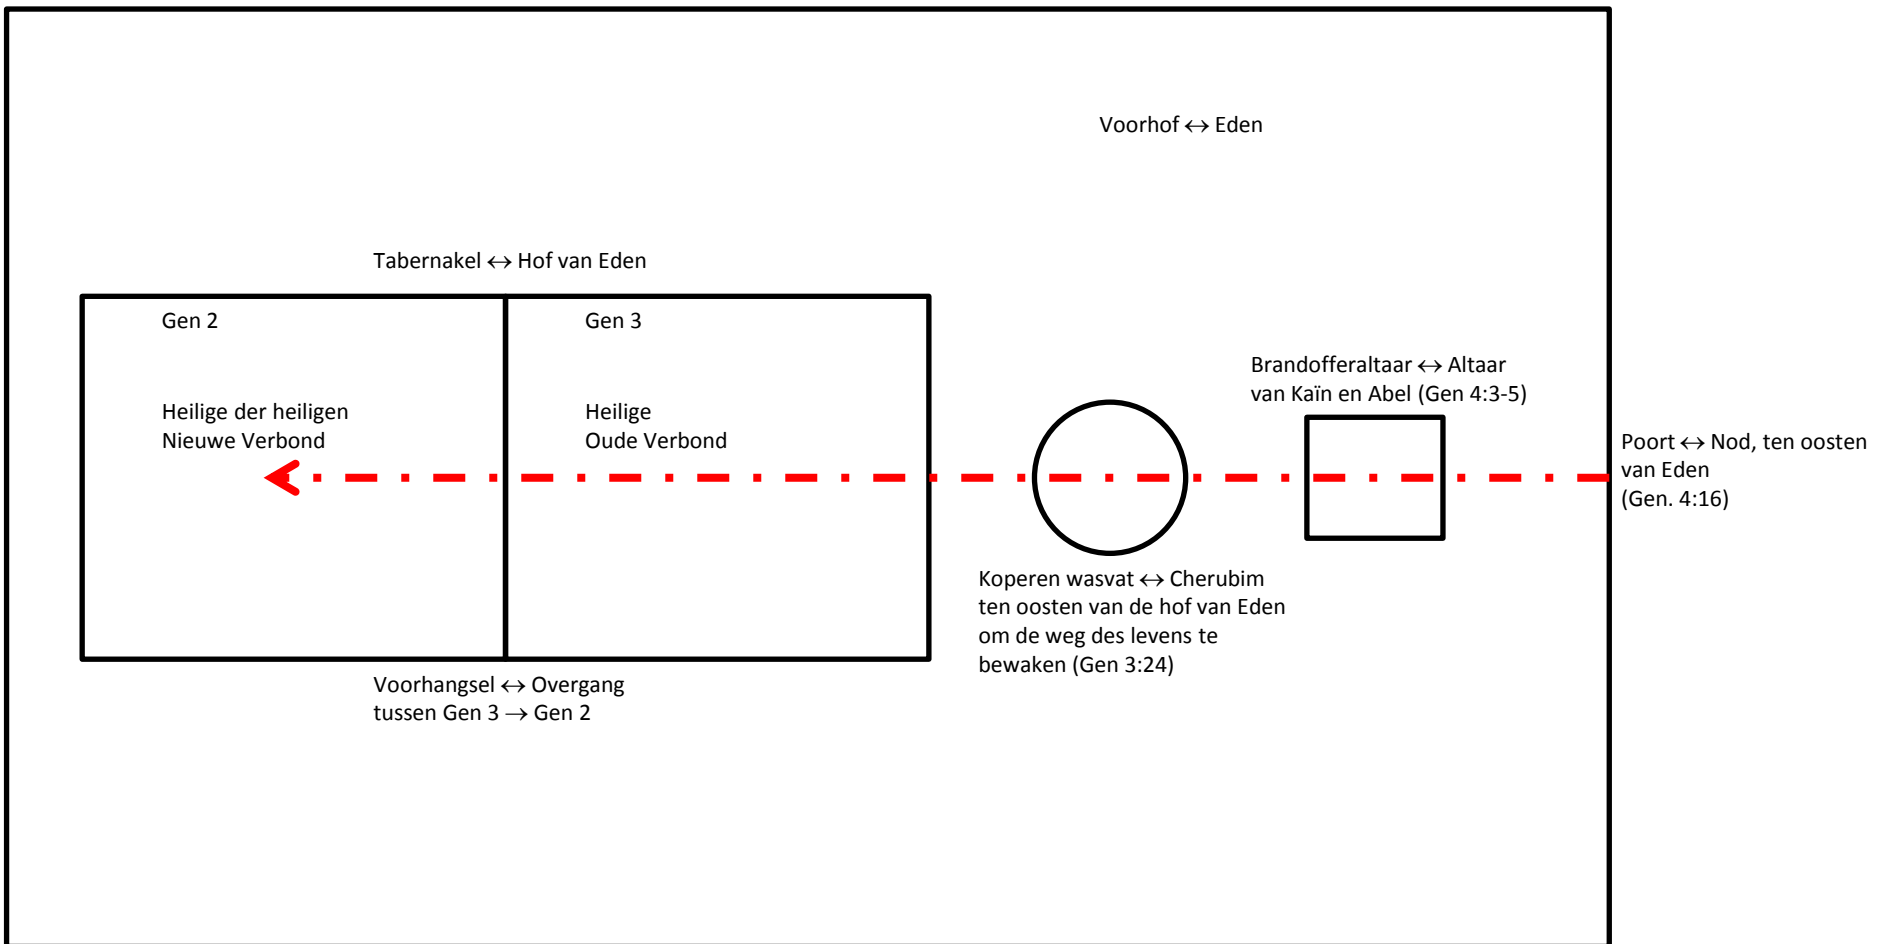 Voorhof ↔ Eden
Tabernakel ↔ Hof van Eden
Gen 2
Gen 3
Heilige der heiligen
Nieuwe Verbond
Heilige
Oude Verbond
Brandofferaltaar ↔ Altaar
van Kaïn en Abel (Gen 4:3-5)
Poort ↔ Nod, ten oosten
van Eden
(Gen. 4:16)
Koperen wasvat ↔ Cherubim
ten oosten van de hof van Eden
om de weg des levens te
bewaken (Gen 3:24)
Voorhangsel ↔ Overgang
tussen Gen 3 → Gen 2